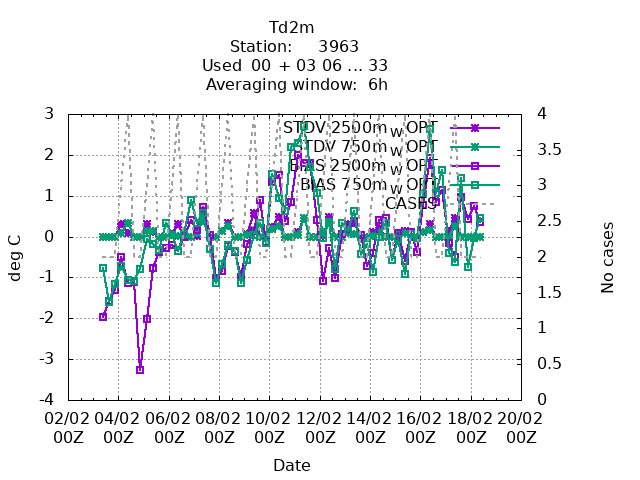 Td2m
Station: 3963
Used 00 + 03 06 ... 33
Averaging window: 6h
STDV 2500m_w OPT
STDV 750m_w OPT
BIAS 2500m_w OPT
BIAS 750m_w OPT
CASES
3
2
1
0
-1
-2
-3
-4
deg C
4
3.5
3
2.5
2
1.5
1
0.5
0
No cases
02/02 04/02 06/02 08/02 10/02 12/02 14/02 16/02 18/02 20/02
00Z 00Z 00Z 00Z 00Z 00Z 00Z 00Z 00Z 00Z
Date